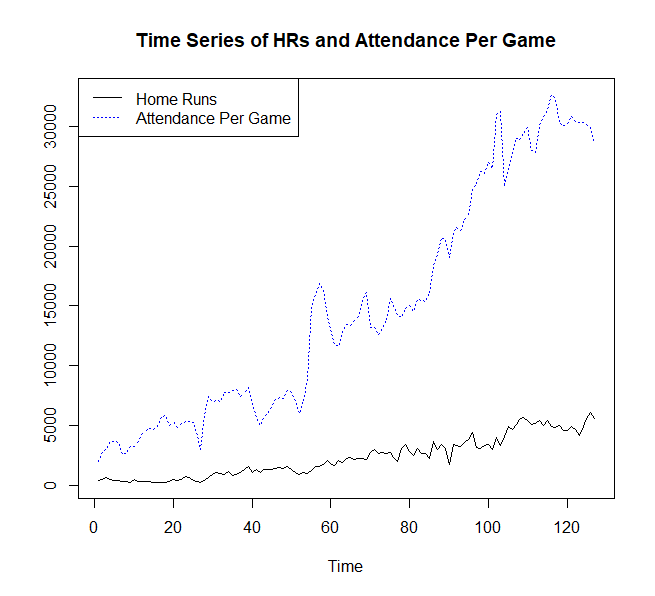 Time Series of HRs and Attendance Per Game
Home Runs
Attendance Per Game
30000
25000
20000
15000
10000
5000
0
0 20 40 60 80 100 120
Time